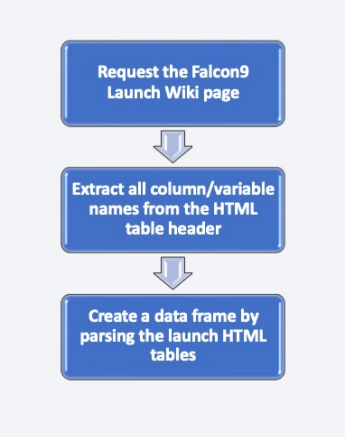 Request the Falcon9
Launch Wiki page
Extract all column/variable
names from the HTML
table header
Create a data frame by
parsing the launch HTML
tables